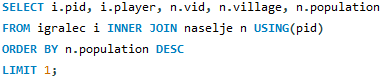 SELECT i.pid, i.player, n.vid, n.village, n.population
FROM igralec i INNER JOIN naselje n USING(pid)
ORDER BY n.population DESC
LIMIT 1;